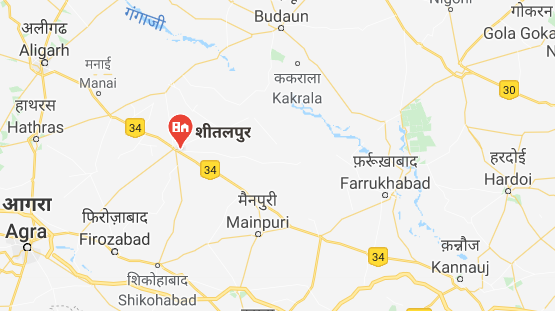 गंगाजी
Budaun
Nigohi
गोकरन
Gola Goka
अलीगढ
Aligarh
मनाई
Manai
ककराला
Kakrala
30
हाथरस
Hathras
34
शीतलपुर
34
फ़र्रूख़ाबाद
Farrukhabad
हरदोई
Hardoi
आगरा
Agra
फिरोज़ाबाद
Firozabad
मैनपुरी
Mainpuri
34
क़न्नौज
Kannauj
शिकोहाबाद
Shikohabad